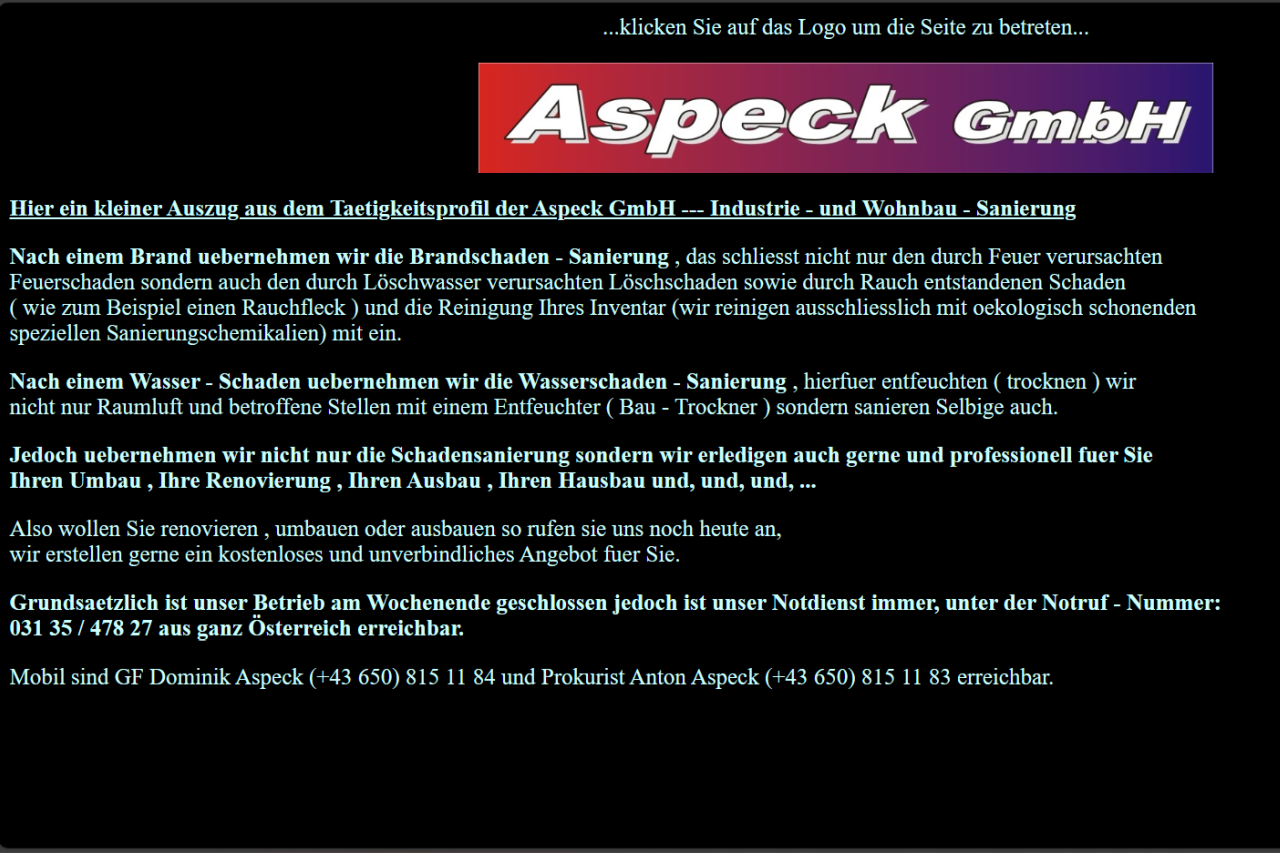 ...klicken Sie auf das Logo um die Seite zu betreten...
Aspeck GmbH
Hier ein kleiner Auszug aus dem Taetigkeitsprofil der Aspeck GmbH --- Industrie - und Wohnbau - Sanierung
Nach einem Brand uebernehmen wir die Brandschaden - Sanierung , das schliesst nicht nur den durch Feuer verursachten
Feuerschaden sondern auch den durch Löschwasser verursachten Löschschaden sowie durch Rauch entstandenen Schaden
( wie zum Beispiel einen Rauchfleck ) und die Reinigung Ihres Inventar (wir reinigen ausschliesslich mit oekologisch schonenden
speziellen Sanierungschemikalien) mit ein.
Nach einem Wasser - Schaden uebernehmen wir die Wasserschaden - Sanierung , hierfuer entfeuchten ( trocknen ) wir
nicht nur Raumluft und betroffene Stellen mit einem Entfeuchter ( Bau - Trockner ) sondern sanieren Selbige auch.
Jedoch uebernehmen wir nicht nur die Schadensanierung sondern wir erledigen auch gerne und professionell fuer Sie
Ihren Umbau , Ihre Renovierung , Ihren Ausbau , Ihren Hausbau und, und, und, ...
Also wollen Sie renovieren , umbauen oder ausbauen so rufen sie uns noch heute an,
wir erstellen gerne ein kostenloses und unverbindliches Angebot fuer Sie.
Grundsaetzlich ist unser Betrieb am Wochenende geschlossen jedoch ist unser Notdienst immer, unter der Notruf - Nummer:
031 35 / 478 27 aus ganz Österreich erreichbar.
Mobil sind GF Dominik Aspeck (+43 650) 815 11 84 und Prokurist Anton Aspeck (+43 650) 815 11 83 erreichbar.